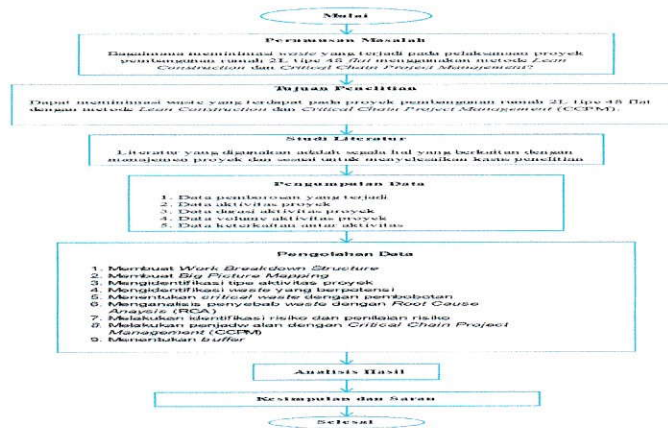 Mulai
Perumusan Masalah
Bagaimana meminimasi waste yang terjadi pada pelaksanaan proyek
pembangunan rumah 2L tipe 48 flat menggunakan metode Lean
Construction dan Critical Chain Project Management?
Tujuan Penelitian
Dapat meminimasi waste yang terdapat pada proyek pembangunan rumah 2L tipe 48 flat
dengan metode Lean Construction dan Critical Chain Project Management (CCPM).
Studi Literatur
Literatur yang digunakan adalah segala hal yang berkaitan dengan
manajemen proyek dan sesuai untuk menyelesaikan kasus penelitian
Pengumpulan Data
1. Data pemborosan yang terjadi
2. Data aktivitas proyek
3. Data durasi aktivitas proyek
4. Data volume aktivitas proyek
5. Data keterkaitan antar aktivitas
Pengolahan Data
1. Membuat Work Breakdown Structure
2. Membuat Big Picture Mapping
3. Mengidentifikasi tipe aktivitas proyek
4. Mengidentifikasi waste yang berpotensi
5. Menentukan critical waste dengan pembobotan
6. Menganalisis penyebab waste dengan Root Cause
Anaysis (RCA)
7. Melakukan identifikasi risiko dan penilaian risiko
8. Melakukan penjadwalan dengan Critical Chain Project
Management (CCPM)
9. Menentukan buffer
Analisis Hasil
Kesimpulan dan Saran
Selesai